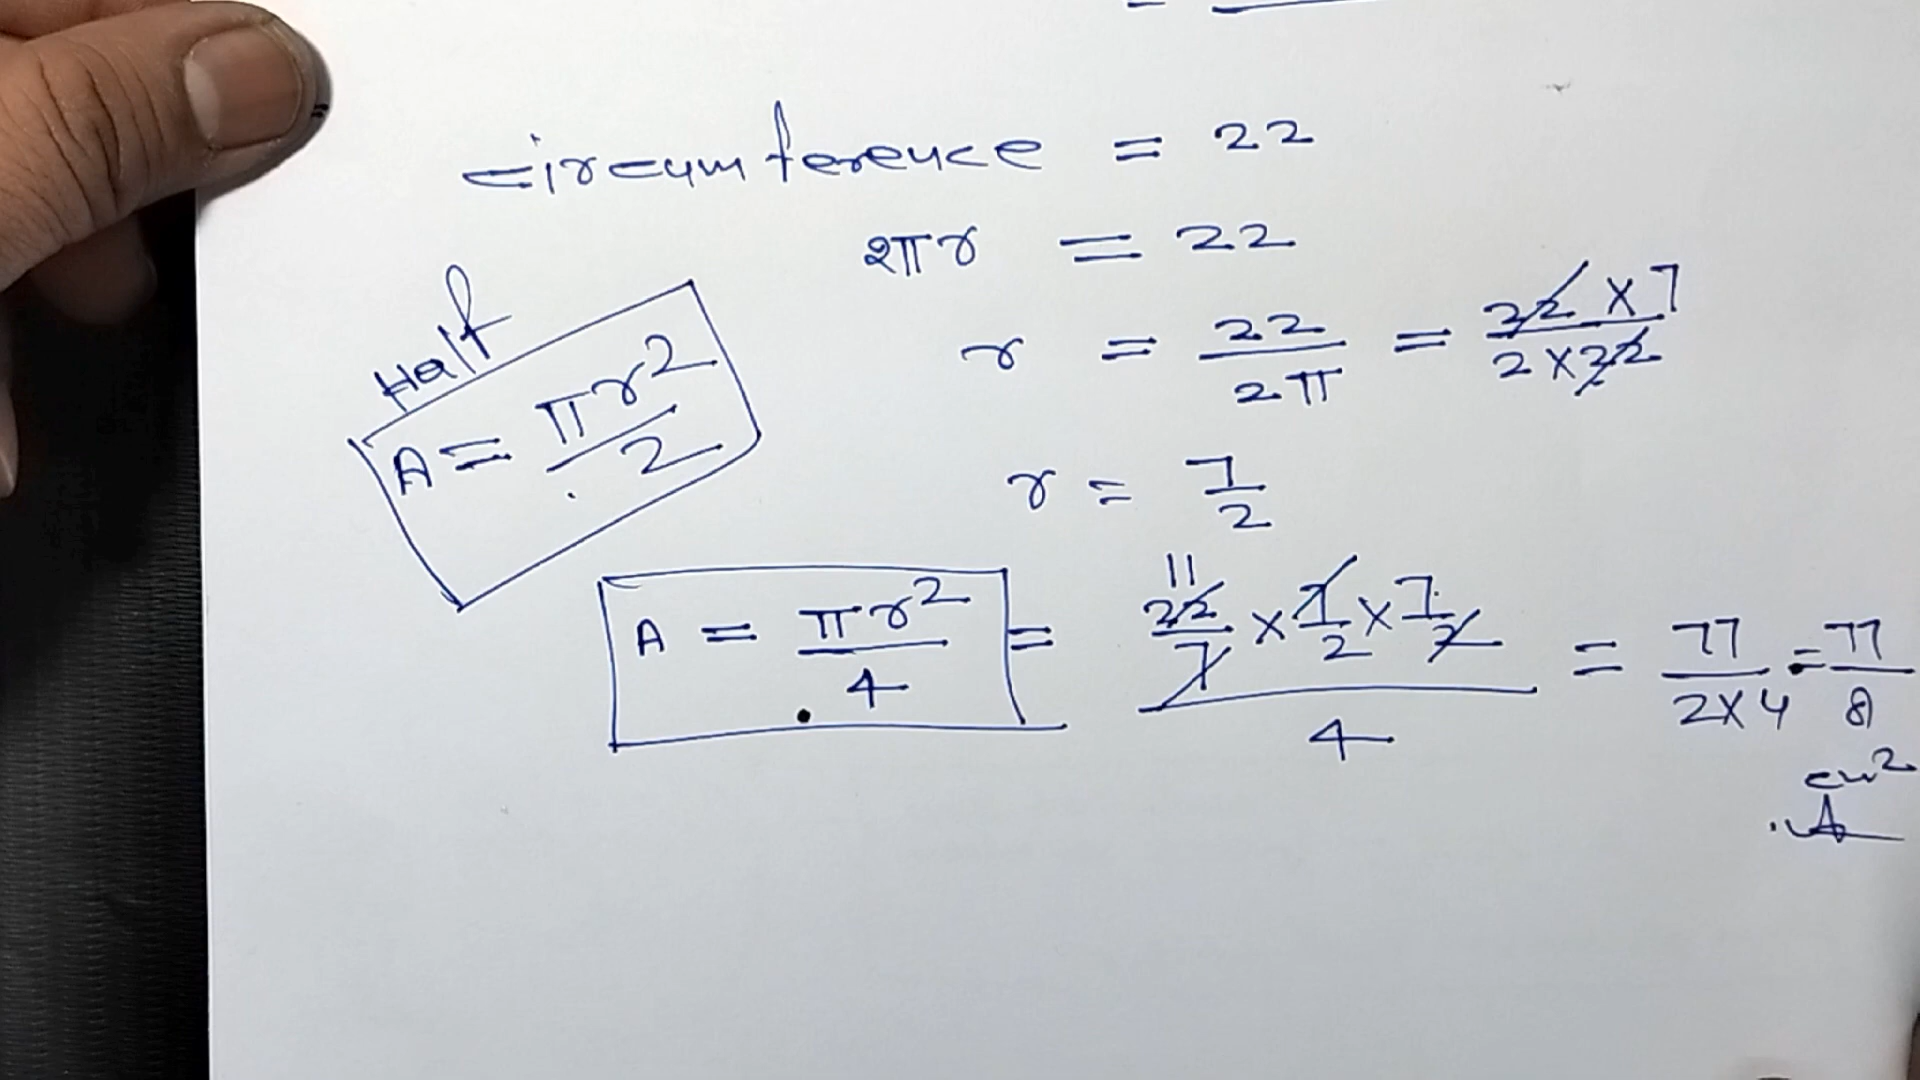 circumference = 22
2πr = 22
r = 22/2π = 22 × 7/2 × 22
r = 7/2
Half
A = πr²/2
A = πr²/4 = 22/7 × 7/2 × 7/2/4 = 77/2×4 = 77/8
11
cm²